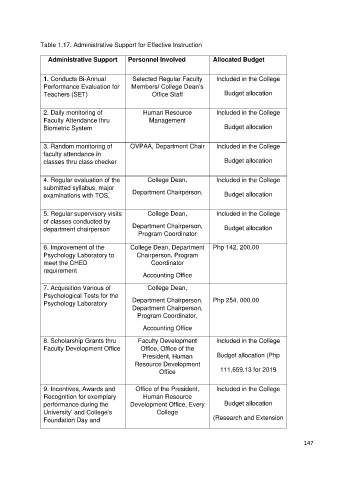 Table 1.17. Administrative Support for Effective Instruction
Administrative Support Personnel Involved Allocated Budget
1. Conducts Bi-Annual
Performance Evaluation for
Teachers (SET)
Selected Regular Faculty
Members/ College Dean's
Office Staff
Included in the College
Budget allocation
2. Daily monitoring of
Faculty Attendance thru
Biometric System
Human Resource
Management
Included in the College
Budget allocation
3. Random monitoring of
faculty attendance in
classes thru class checker
OVPAA, Department Chair
Included in the College
Budget allocation
4. Regular evaluation of the
submitted syllabus, major
examinations with TOS,
College Dean,
Department Chairperson,
Included in the College
Budget allocation
5. Regular supervisory visits
of classes conducted by
department chairperson
College Dean,
Department Chairperson,
Program Coordinator
Included in the College
Budget allocation
6. Improvement of the
Psychology Laboratory to
meet the CHED
requirement
College Dean, Department
Chairperson, Program
Coordinator
Accounting Office
Php 142, 200.00
7. Acquisition Various of
Psychological Tests for the
Psychology Laboratory
College Dean,
Department Chairperson,
Department Chairperson,
Program Coordinator,
Accounting Office
Php 254, 000.00
8. Scholarship Grants thru
Faculty Development Office
Faculty Development
Office, Office of the
President, Human
Resource Development
Office
Included in the College
Budget allocation (Php
111,659.13 for 2019
9. Incentives, Awards and
Recognition for exemplary
performance during the
University' and College's
Foundation Day and
Office of the President,
Human Resource
Development Office, Every
College
Included in the College
Budget allocation
(Research and Extension
147